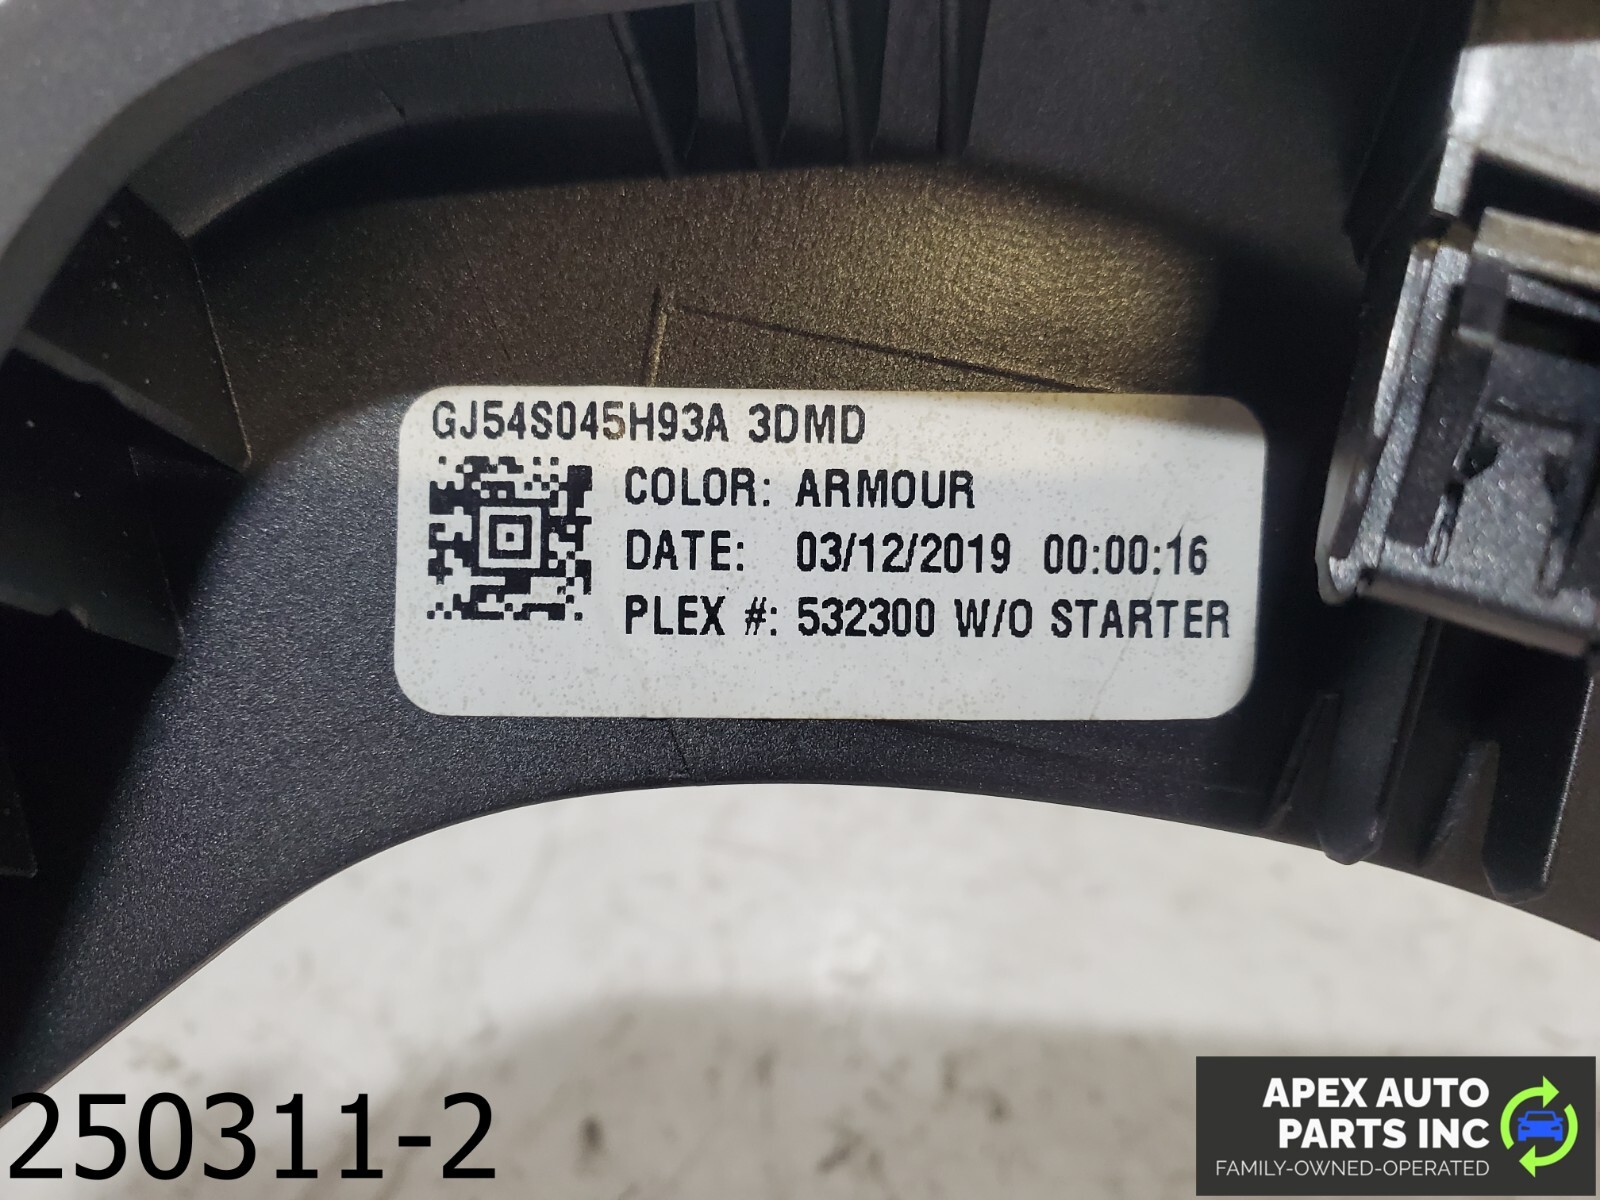 GJ54S045H93A 3DMD
COLOR: ARMOUR
DATE: 03/12/2019 00:00:16
PLEX #: 532300 W/O STARTER
250311-2
APEX AUTO
PARTS INC
FAMILY-OWNED-OPERATED